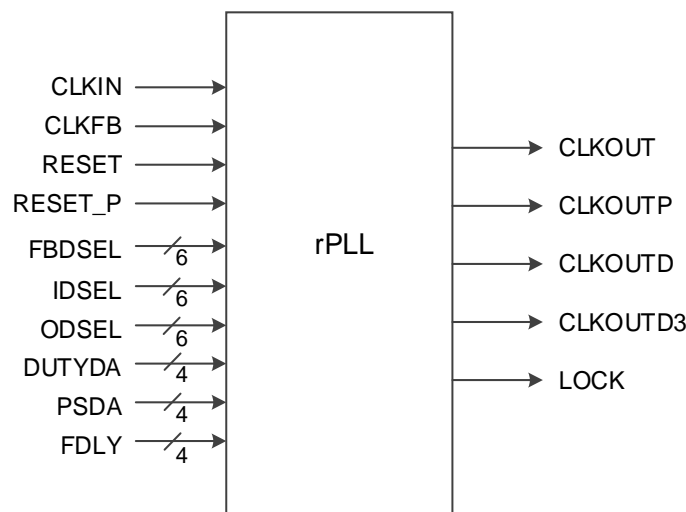 CLKIN
CLKFB
RESET
RESET_P
FBDSEL 6
IDSEL 6
ODSEL 6
DUTYDA 4
PSDA 4
FDLY 4
rPLL
CLKOUT
CLKOUTP
CLKOUTD
CLKOUTD3
LOCK